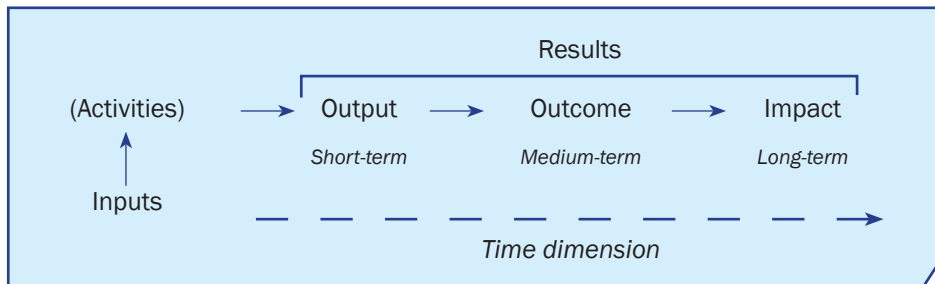 Results
(Activities) Output Outcome Impact
Short-term Medium-term Long-term
Inputs
Time dimension